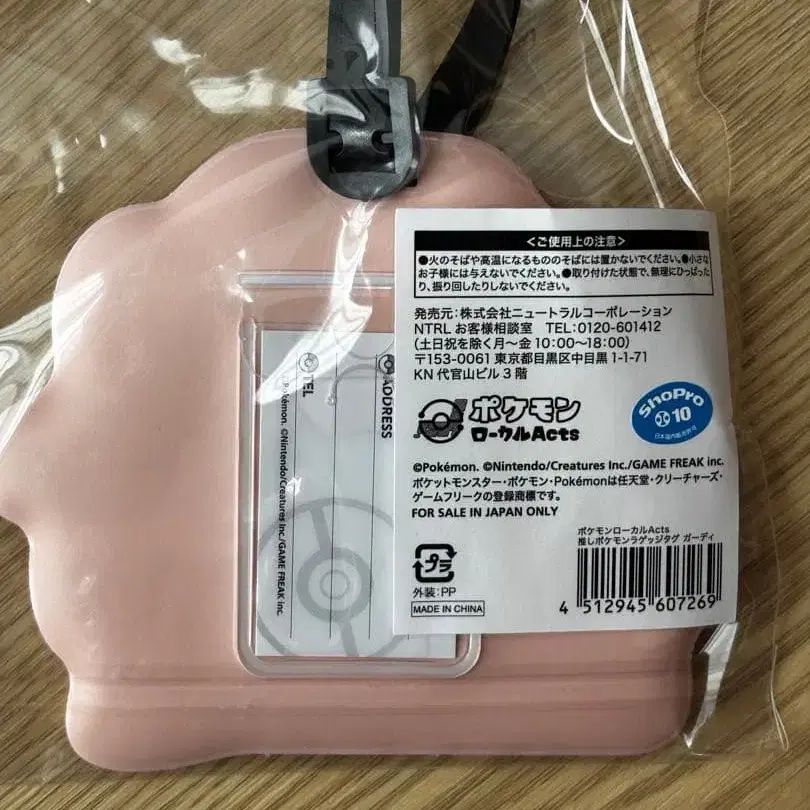 <ご使用上の注意>
●火のそばや高温になるもののそばには置かないでください。●小さな
お子様には与えないでください。●取り付けた状態で、無理にひっぱった
り、振り回したりしないでください。
発売元:株式会社ニュートラルコーポレーション
NTRL お客様相談室 TEL:0120-601412
(土日祝を除く月~金 10:00~18:00)
〒153-0061 東京都目黒区中目黒 1-1-71
KN 代官山ビル 3 階
ポケモン
ローカルActs
ShoPro
10
日本国内販売許可
©Pokémon. ©Nintendo/Creatures Inc./GAME FREAK inc.
ポケットモンスター・ポケモン・Pokémonは任天堂・クリーチャーズ・
ゲームフリークの登録商標です。
FOR SALE IN JAPAN ONLY
ポケモンローカルActs
推しポケモンラゲッジタグ ガーディ
プラ
外装:PP
MADE IN CHINA
4 512945 607269
ADDRESS
TEL
©Pokémon. ©Nintendo/Creatures Inc./GAME FREAK inc.